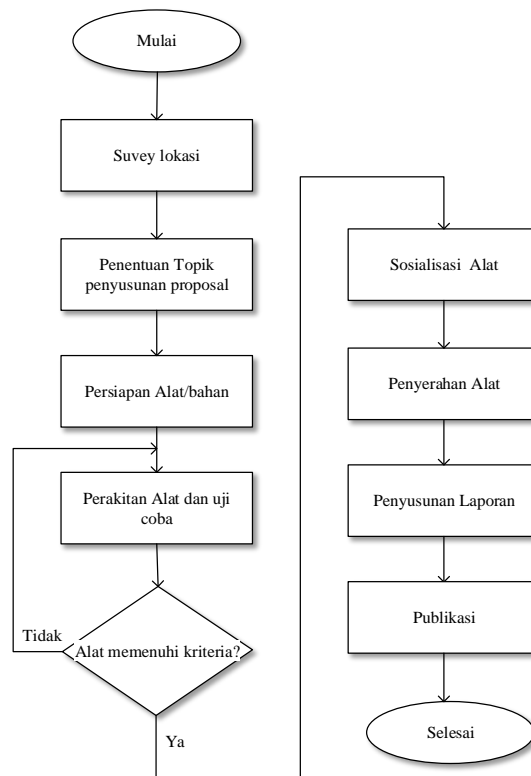 Mulai
Suvey lokasi
Penentuan Topik
penyusunan proposal
Persiapan Alat/bahan
Perakitan Alat dan uji
coba
Alat memenuhi kriteria?
Tidak
Ya
Sosialisasi Alat
Penyerahan Alat
Penyusunan Laporan
Publikasi
Selesai